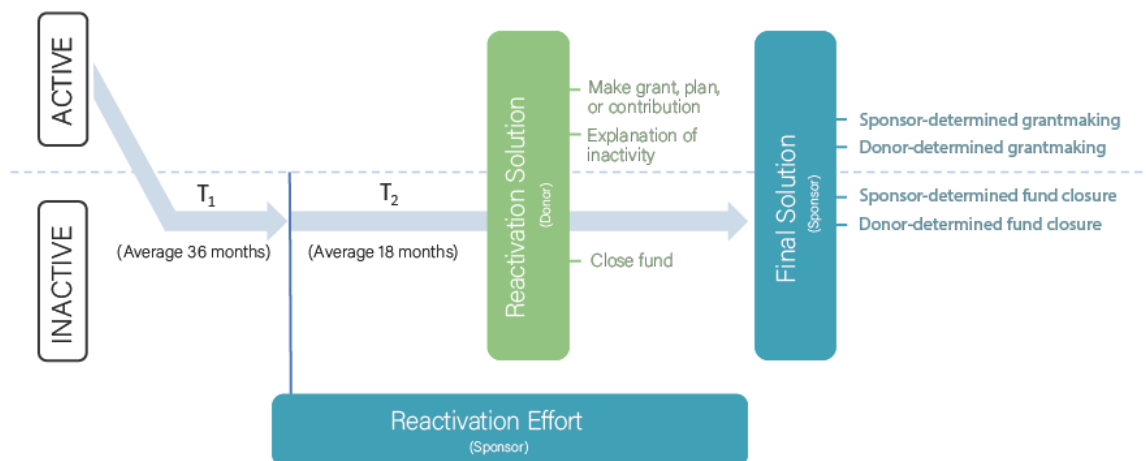 ACTIVE
INACTIVE
T1
(Average 36 months)
T2
(Average 18 months)
Reactivation Solution
(Donor)
Make grant, plan,
or contribution
Explanation of
inactivity
Close fund
Final Solution
(Sponsor)
Sponsor-determined grantmaking
Donor-determined grantmaking
Sponsor-determined fund closure
Donor-determined fund closure
Reactivation Effort
(Sponsor)